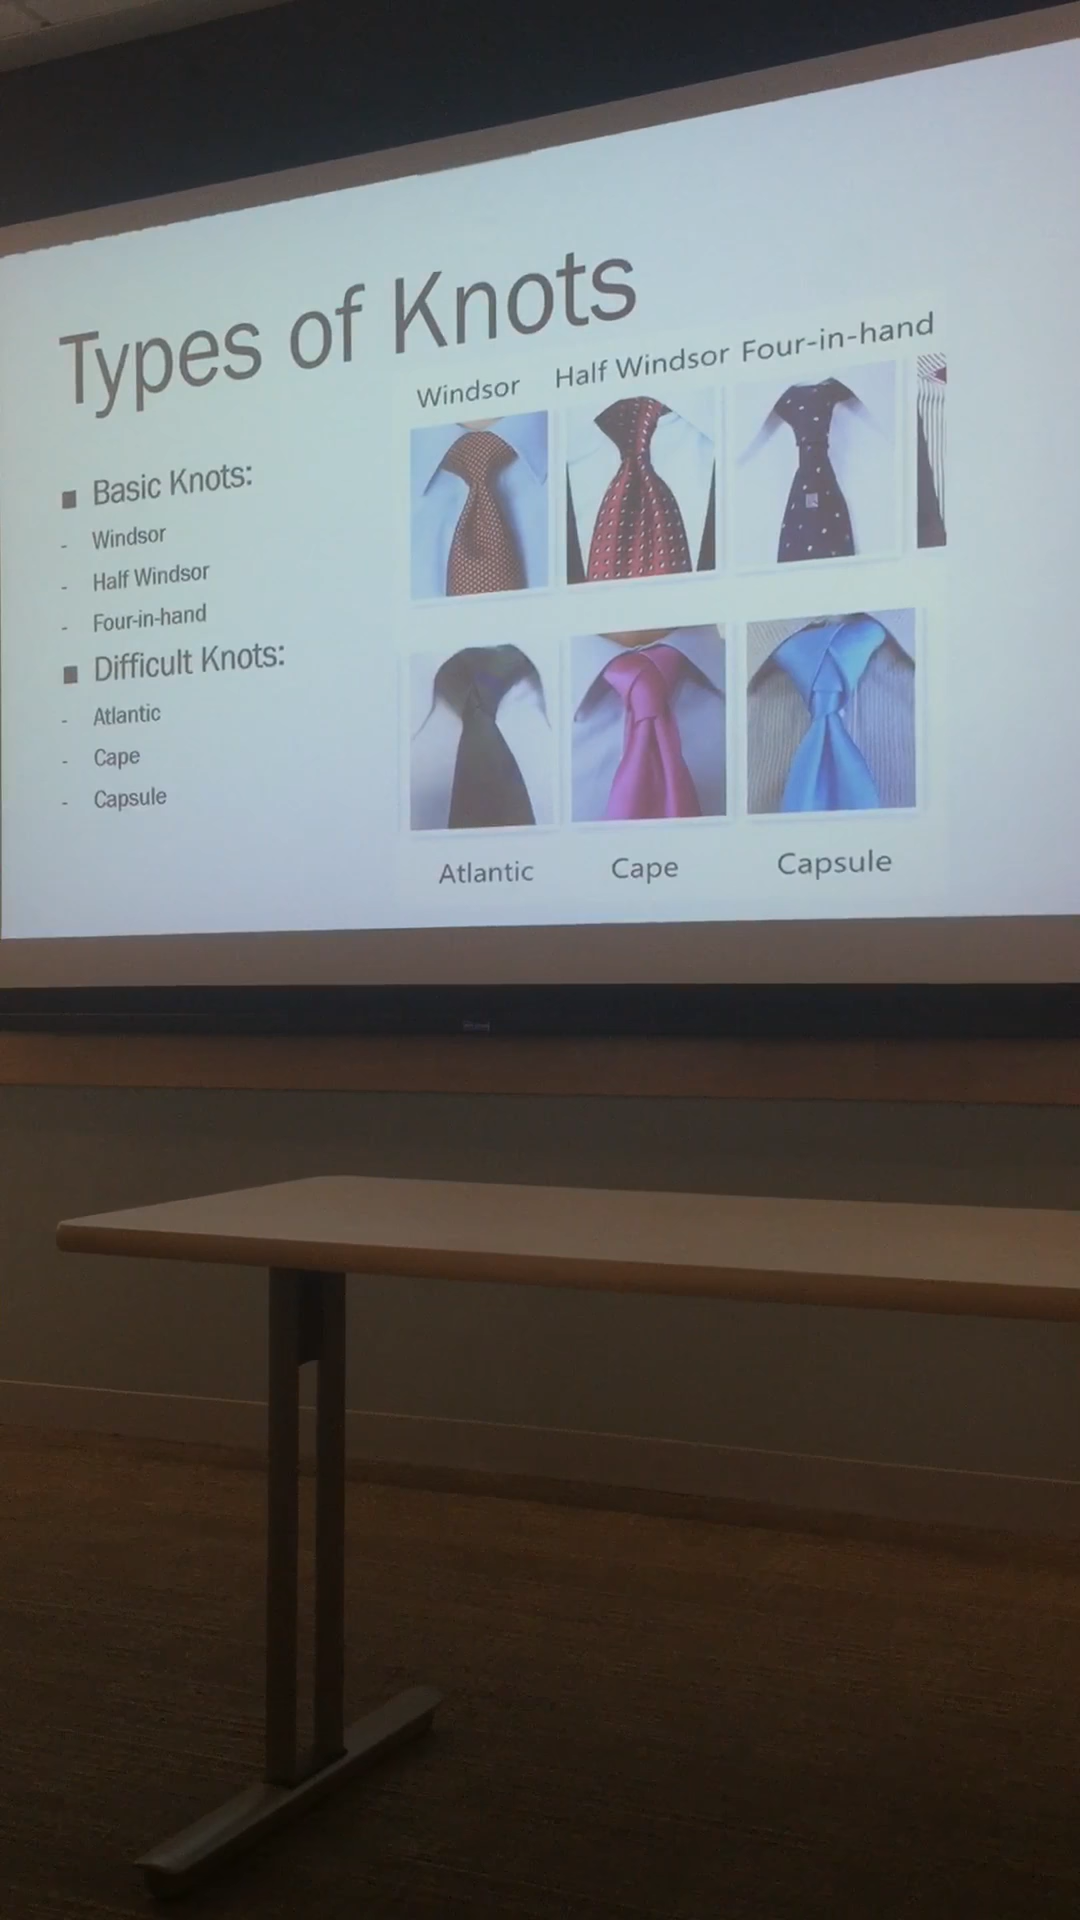 Types of Knots
Basic Knots:
- Windsor
- Half Windsor
- Four-in-hand
Difficult Knots:
- Atlantic
- Cape
- Capsule
Windsor Half Windsor Four-in-hand
Atlantic Cape Capsule